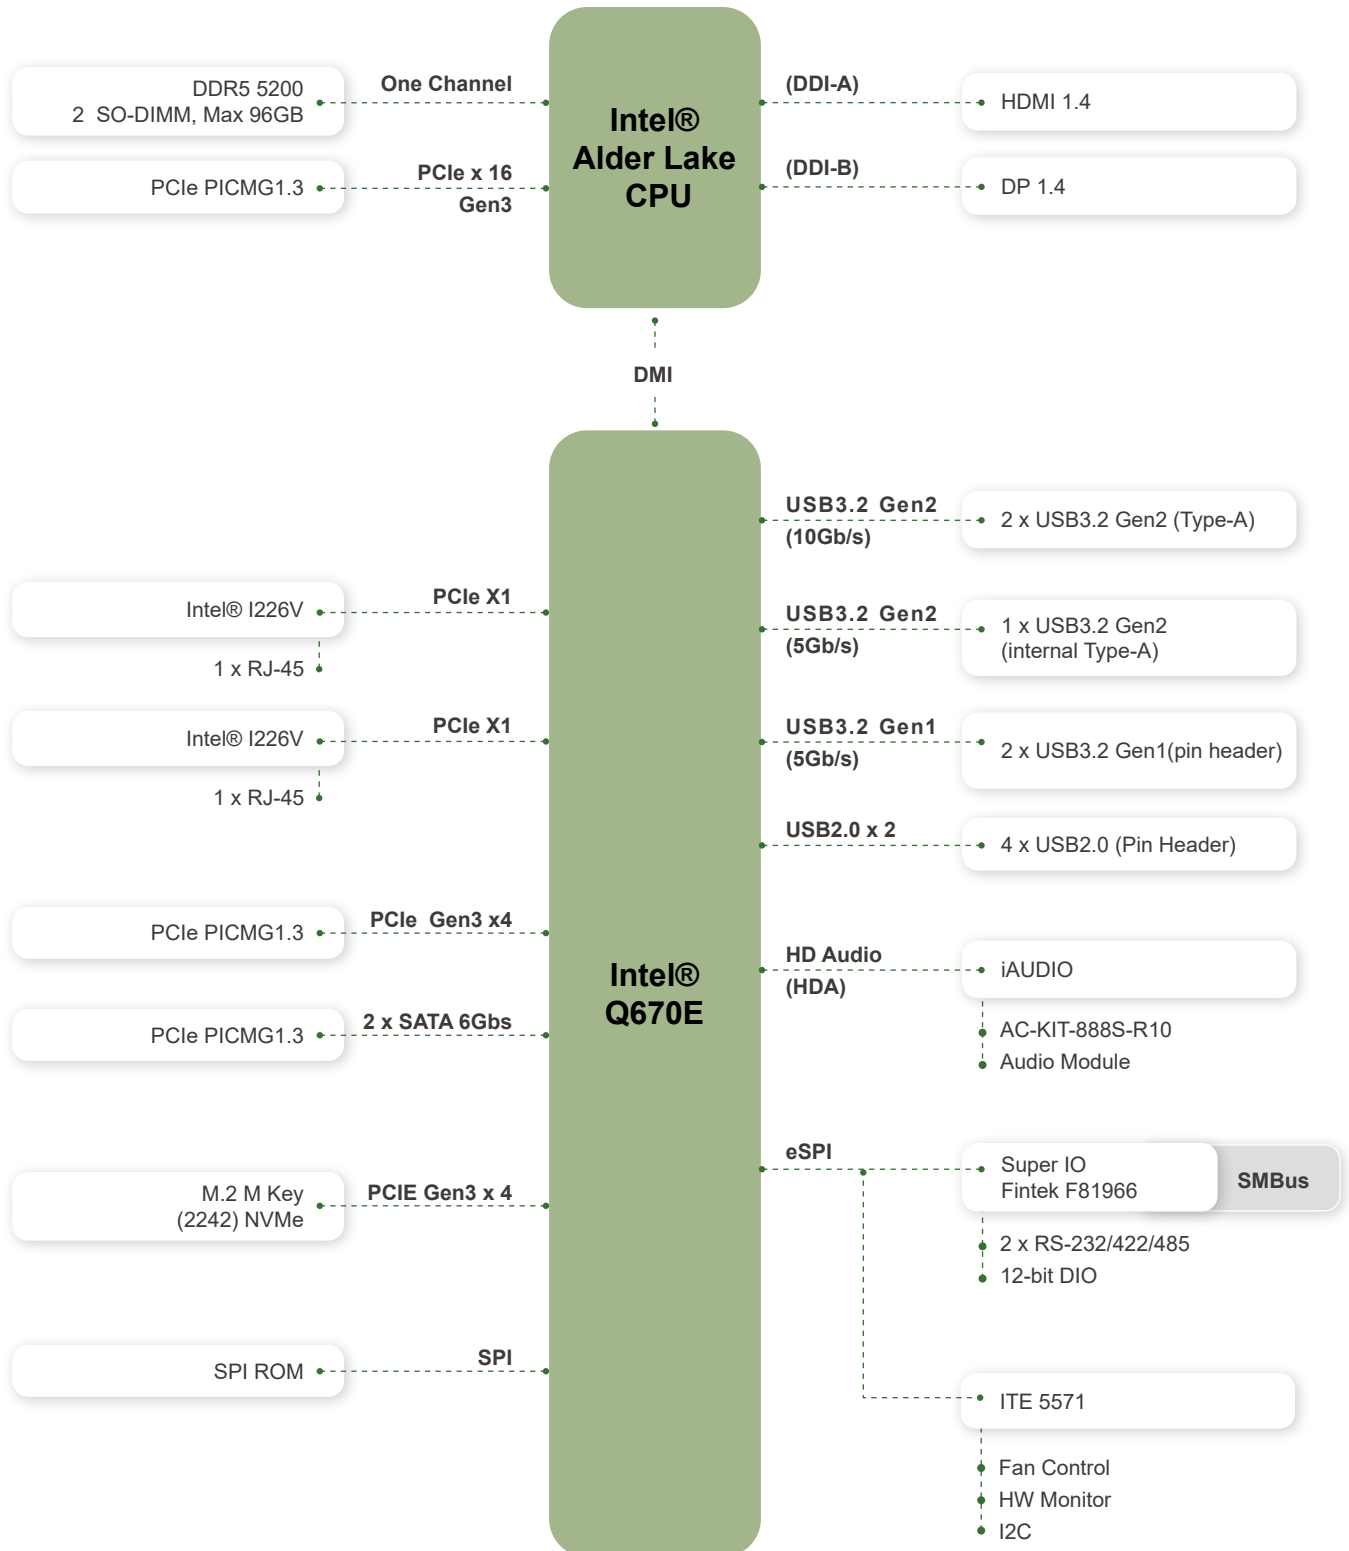 DDR5 5200
2 SO-DIMM, Max 96GB
One Channel
PCIe PICMG1.3
PCIe x 16
Gen3
Intel®
Alder Lake
CPU
(DDI-A)
HDMI 1.4
(DDI-B)
DP 1.4
DMI
Intel® I226V
PCIe X1
1 x RJ-45
Intel® I226V
PCIe X1
1 x RJ-45
PCIe PICMG1.3
PCIe Gen3 x4
PCIe PICMG1.3
2 x SATA 6Gbs
M.2 M Key
(2242) NVMe
PCIE Gen3 x 4
SPI ROM
SPI
Intel®
Q670E
USB3.2 Gen2
(10Gb/s)
2 x USB3.2 Gen2 (Type-A)
USB3.2 Gen2
(5Gb/s)
1 x USB3.2 Gen2
(internal Type-A)
USB3.2 Gen1
(5Gb/s)
2 x USB3.2 Gen1(pin header)
USB2.0 x 2
4 x USB2.0 (Pin Header)
HD Audio
(HDA)
iAUDIO
AC-KIT-888S-R10
Audio Module
eSPI
Super IO
Fintek F81966
SMBus
2 x RS-232/422/485
12-bit DIO
ITE 5571
Fan Control
HW Monitor
I2C